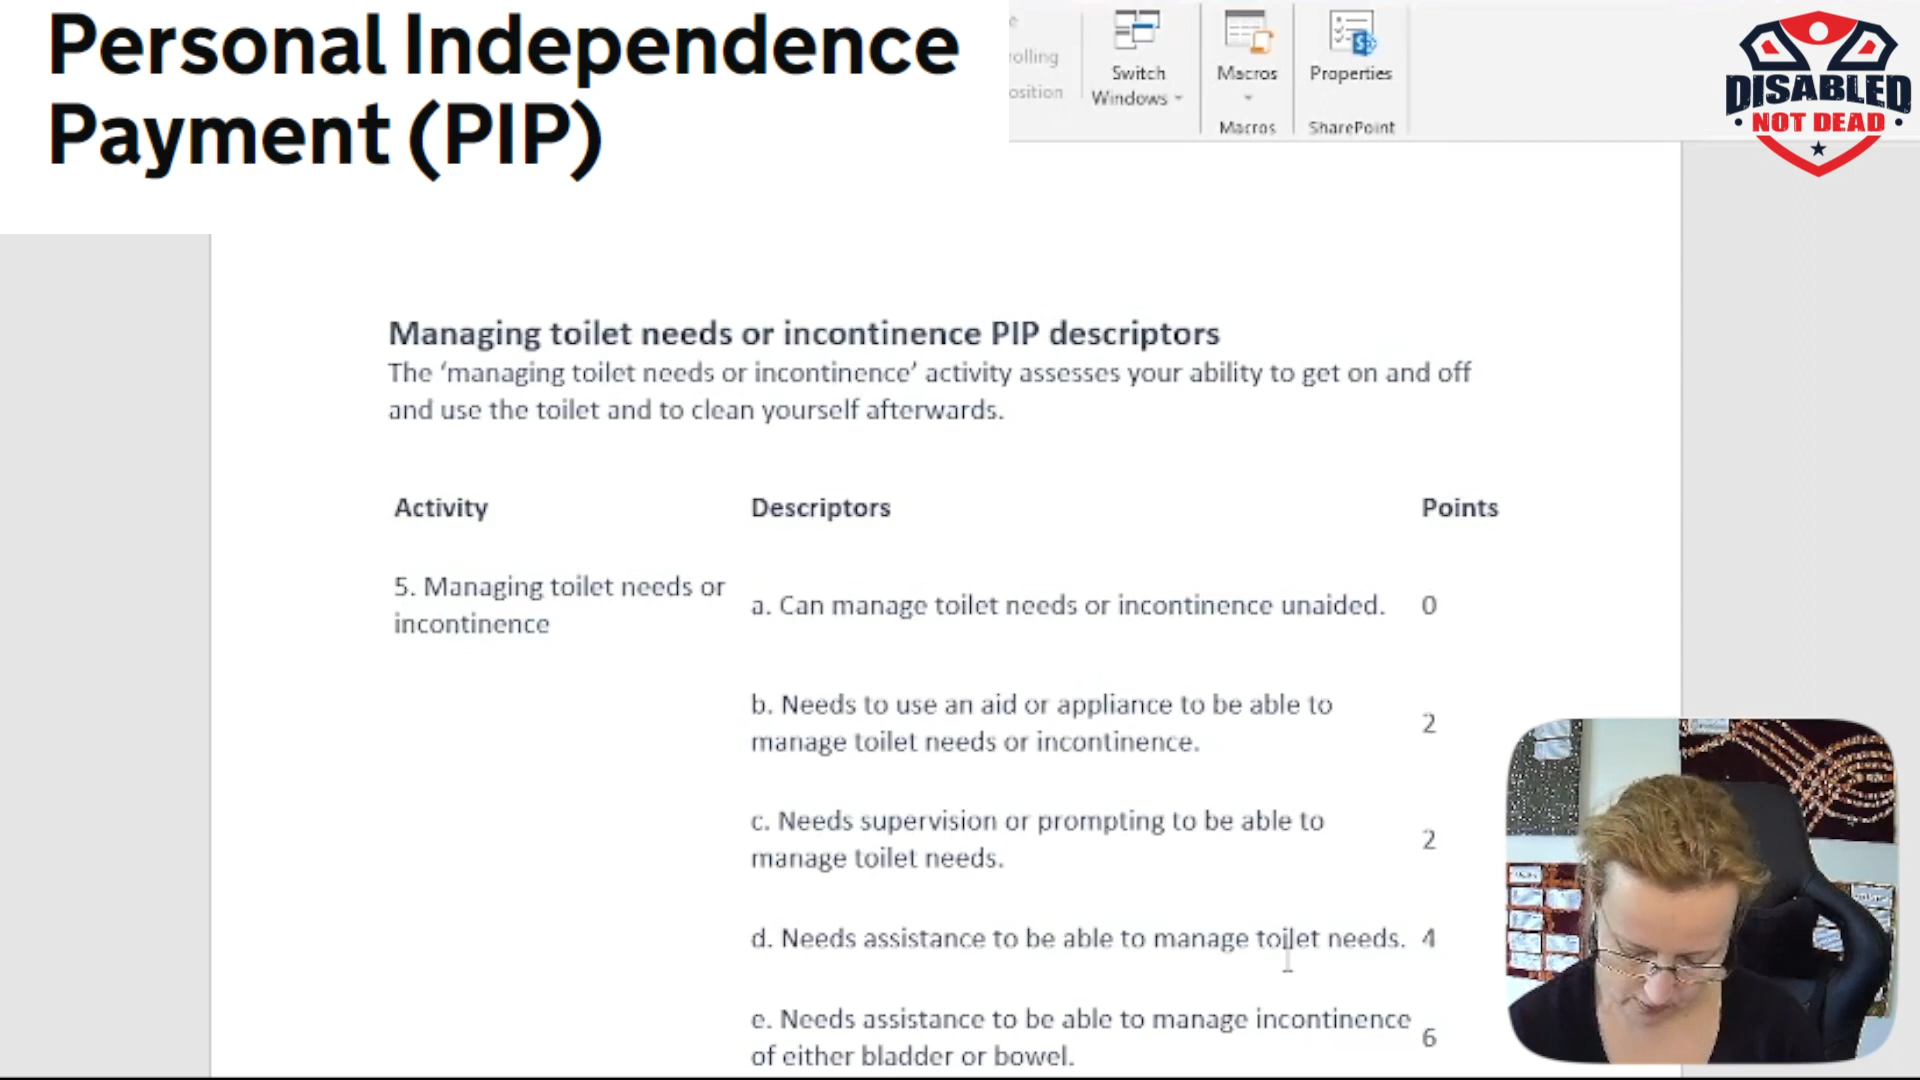 Personal Independence
Payment (PIP)
Switch
Windows
Macros
Properties
Macros
SharePoint
rolling
osition
DISABLED
NOT DEAD
Managing toilet needs or incontinence PIP descriptors
The ‘managing toilet needs or incontinence’ activity assesses your ability to get on and off
and use the toilet and to clean yourself afterwards.
Activity
Descriptors
Points
5. Managing toilet needs or
incontinence
a. Can manage toilet needs or incontinence unaided.
0
b. Needs to use an aid or appliance to be able to
manage toilet needs or incontinence.
2
c. Needs supervision or prompting to be able to
manage toilet needs.
2
d. Needs assistance to be able to manage toilet needs.
4
e. Needs assistance to be able to manage incontinence
of either bladder or bowel.
6